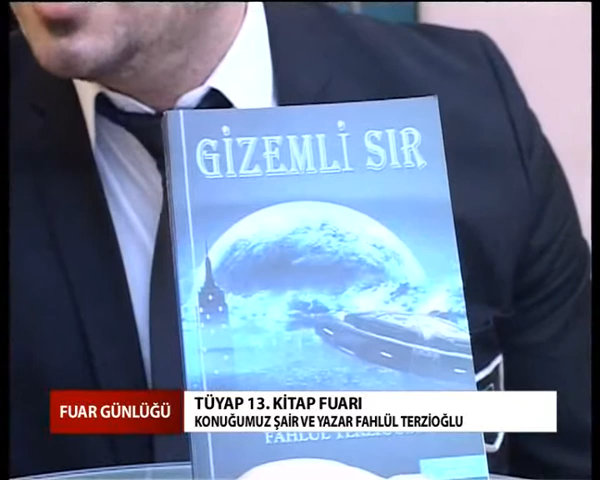 GİZEMLİ SIR
FUAR GÜNLÜĞÜ
TÜYAP 13. KİTAP FUARI
KONUĞUMUZ ŞAİR VE YAZAR FAHLÜL TERZİOĞLU